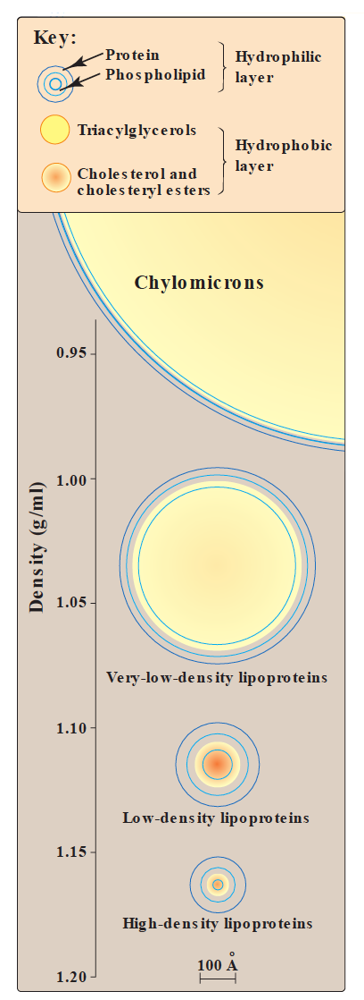 Key:
Protein
Phospholipid
Hydrophilic
layer
Triacylglycerols
Hydrophobic
layer
Cholesterol and
cholesteryl esters
Chylomicrons
0.95
1.00
Density (g/ml)
1.05
Very-low-density lipoproteins
1.10
Low-density lipoproteins
1.15
High-density lipoproteins
100 Å
1.20